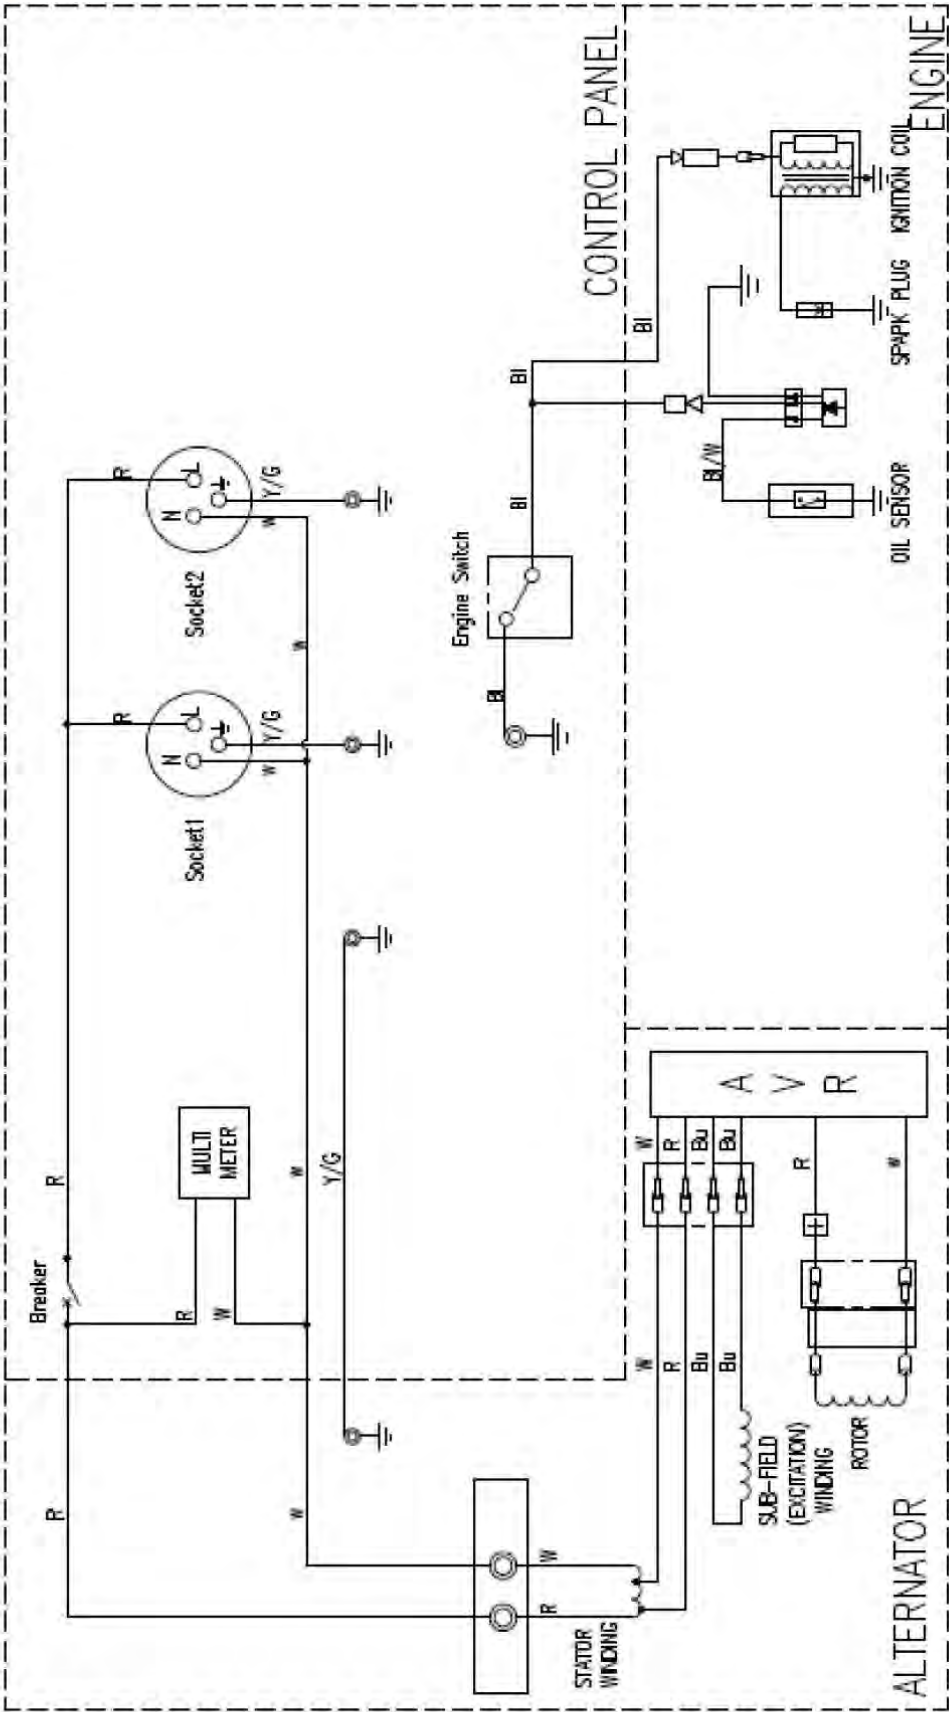 R
Breaker
R
R
R
N
L
N
L
R
W
MULTI
METER
Socket1
Socket2
w
Y/G
w
Y/G
w
w
w
Y/G
Engine Switch
Bl
Bl
Bl
R
W
STATOR
WINDING
CONTROL PANEL
W
W
Bl
R
R
Bu
Bu
Bl/W
Bu
Bu
A V R
SUB-FIELD
(EXCITATION)
WINDING
R
ROTOR
w
OIL SENSOR
SPAPK PLUG
IGNITION COIL
ALTERNATOR
ENGINE